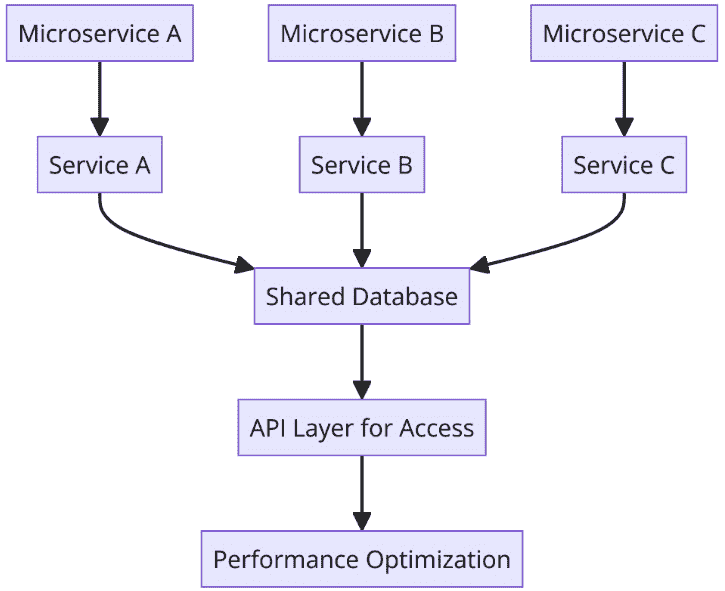 Microservice A
Microservice B
Microservice C
Service A
Service B
Service C
Shared Database
API Layer for Access
Performance Optimization